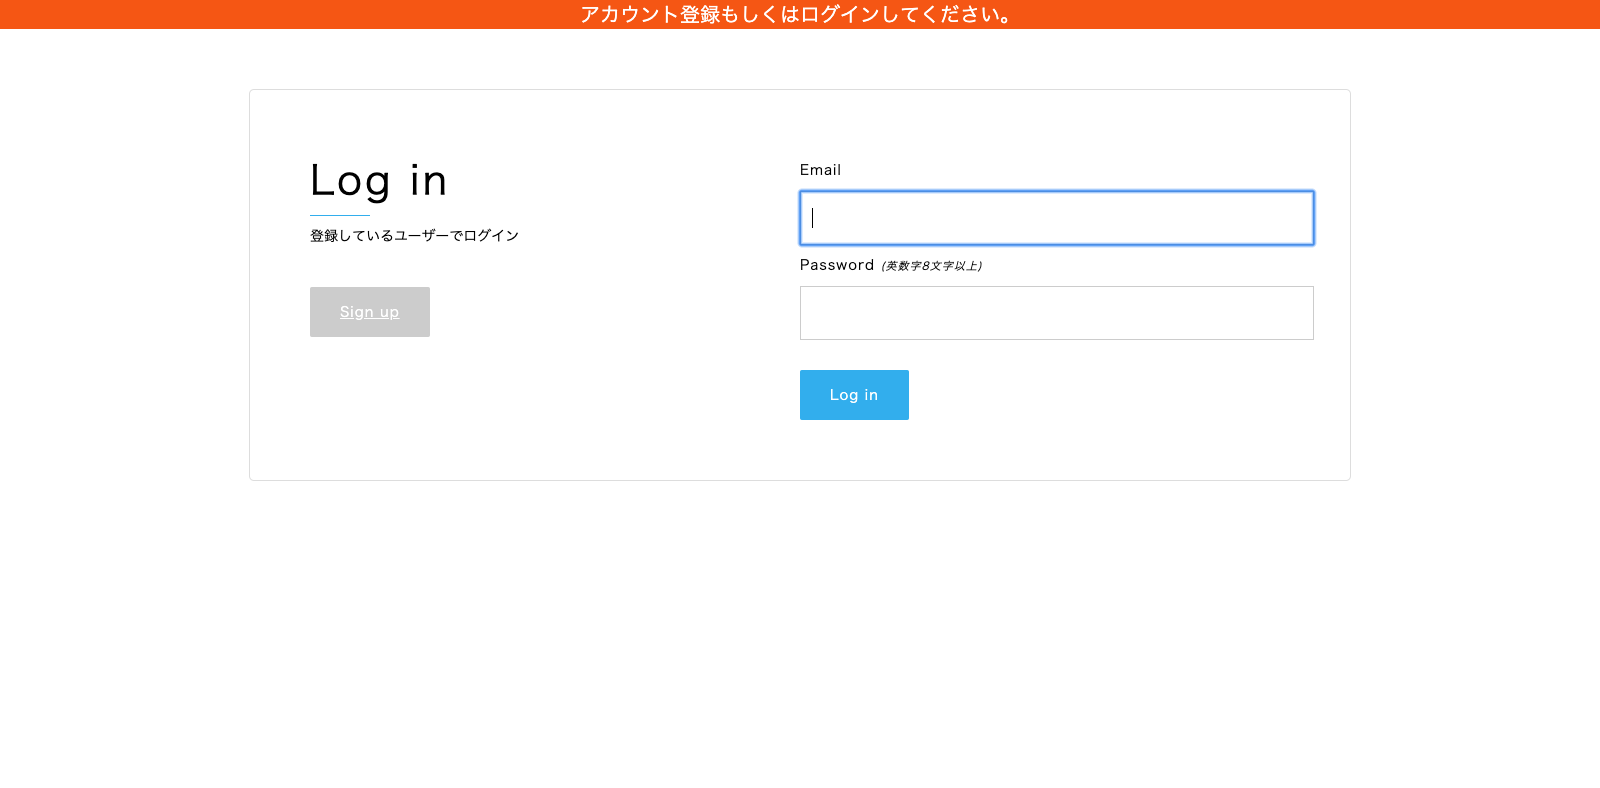 アカウント登録もしくはログインしてください。
Log in
登録しているユーザーでログイン
Sign up
Email
Password (英数字8文字以上)
Log in